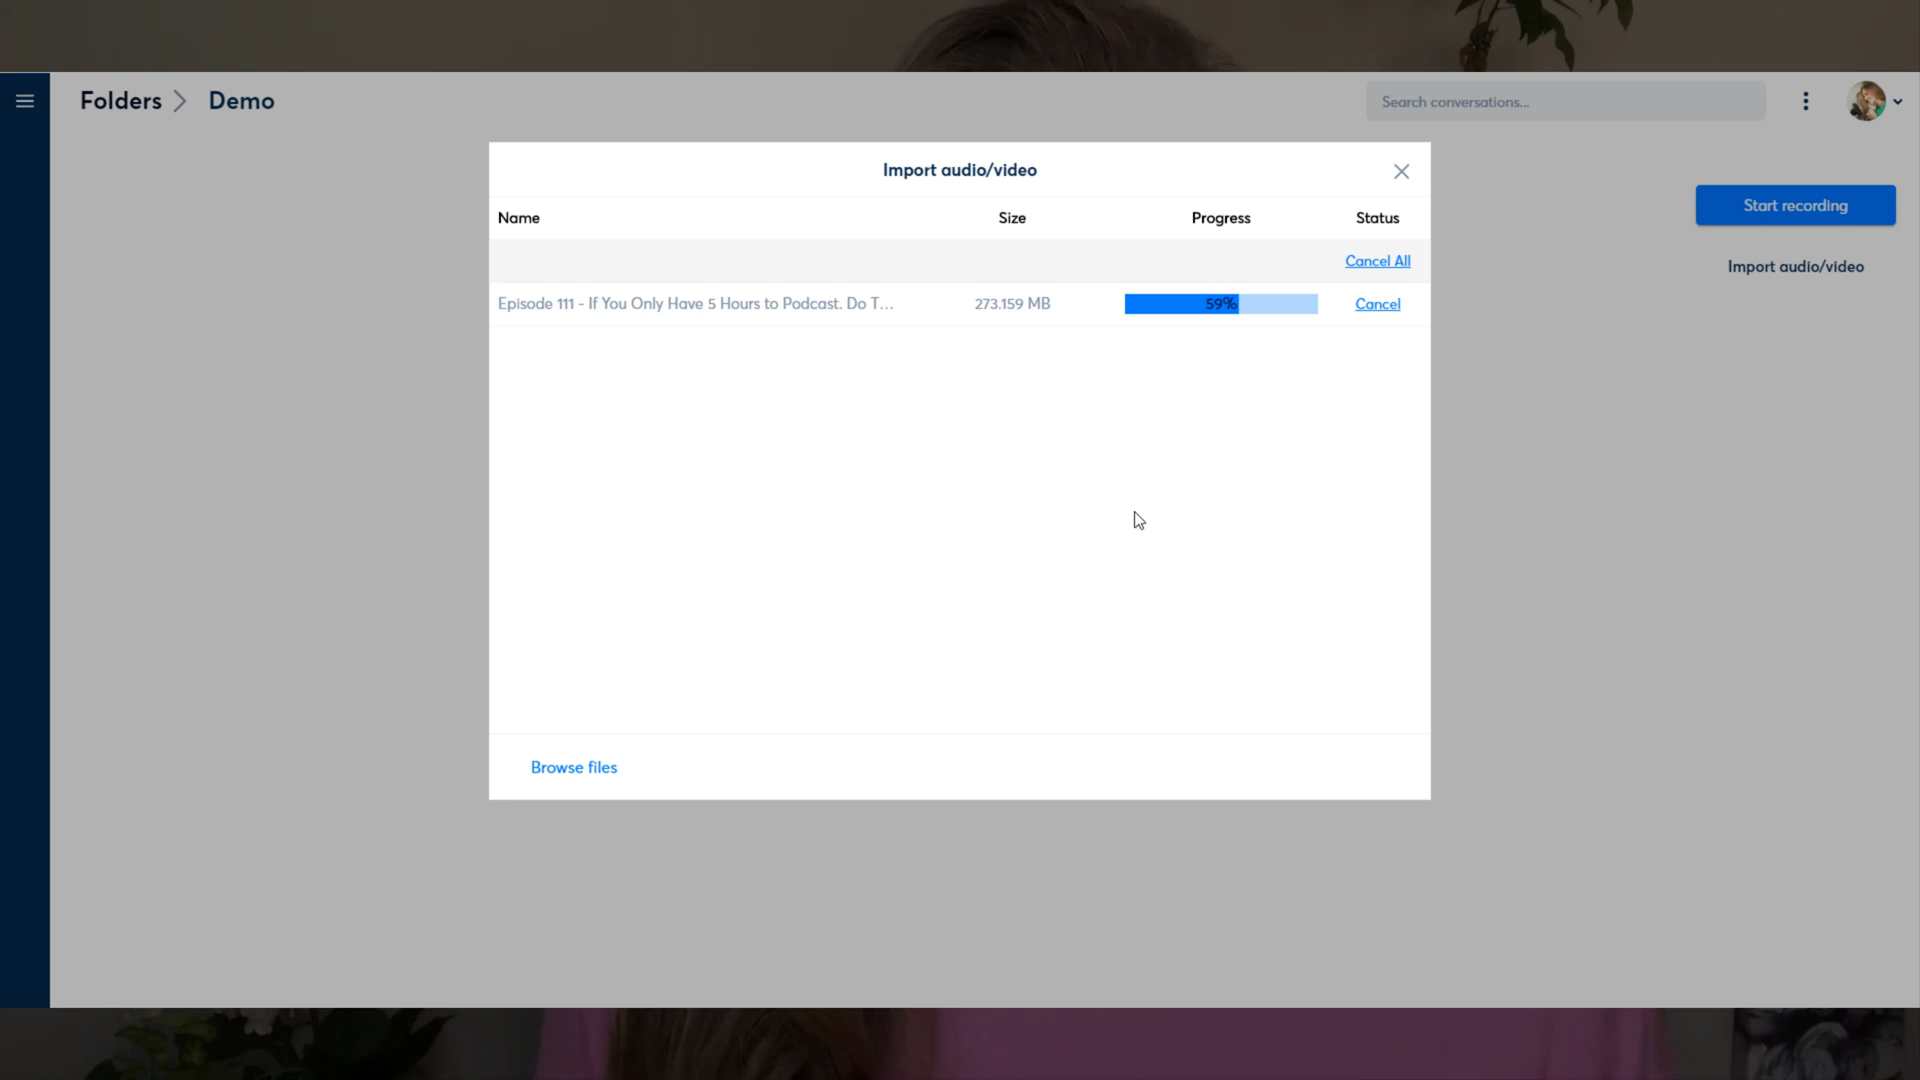 Folders > Demo
Search conversations...
Import audio/video
Start recording
Import audio/video
Name Size Progress Status
Cancel All
Episode 111 - If You Only Have 5 Hours to Podcast. Do T... 273.159 MB 59% Cancel
Browse files